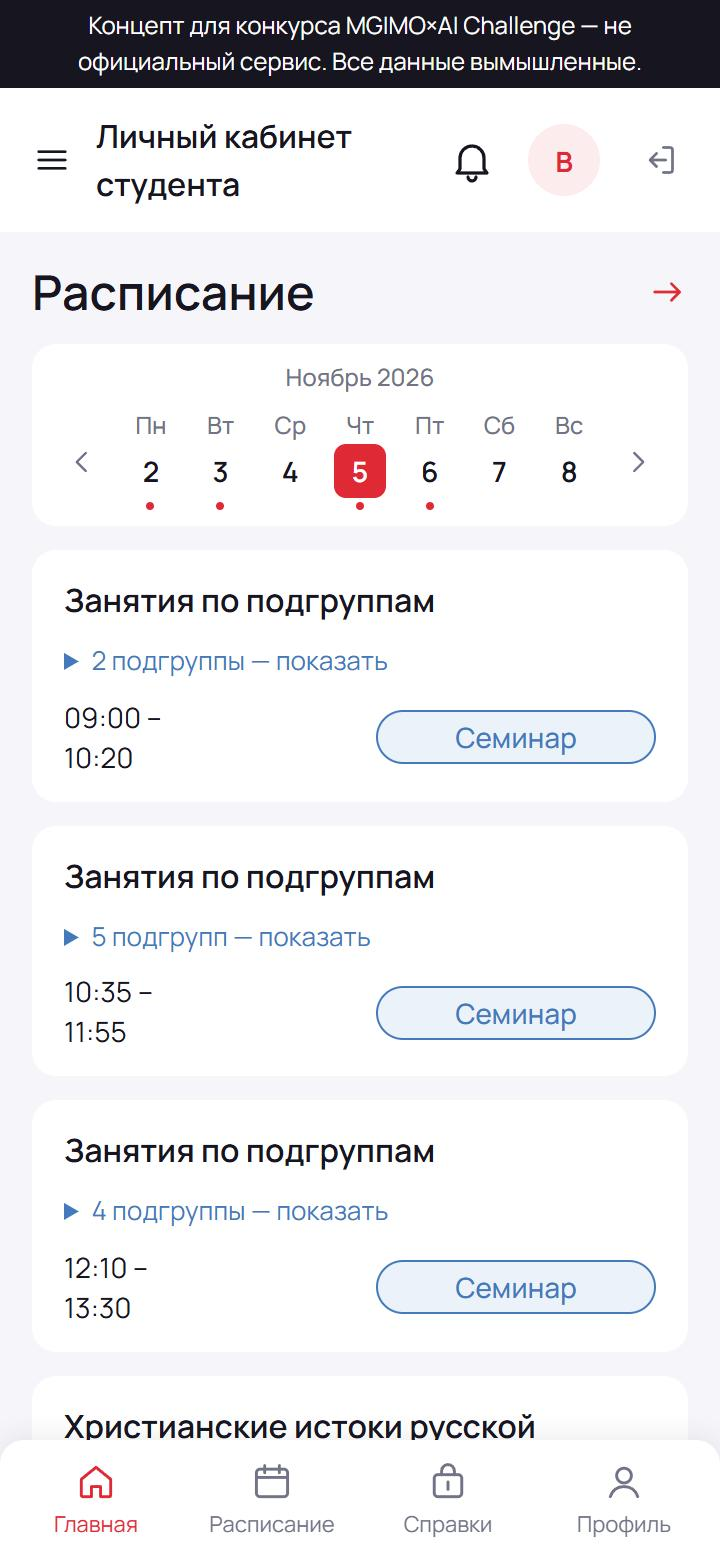 Концепт для конкурса MGIMO×AI Challenge — не
официальный сервис. Все данные вымышленные.
Личный кабинет
студента
В
Расписание
Ноябрь 2026
Пн Вт Ср Чт Пт Сб Вс
2 3 4 5 6 7 8
Занятия по подгруппам
2 подгруппы — показать
09:00 –
10:20
Семинар
Занятия по подгруппам
5 подгрупп — показать
10:35 –
11:55
Семинар
Занятия по подгруппам
4 подгруппы — показать
12:10 –
13:30
Семинар
Христианские истоки русской
Главная Расписание Справки Профиль